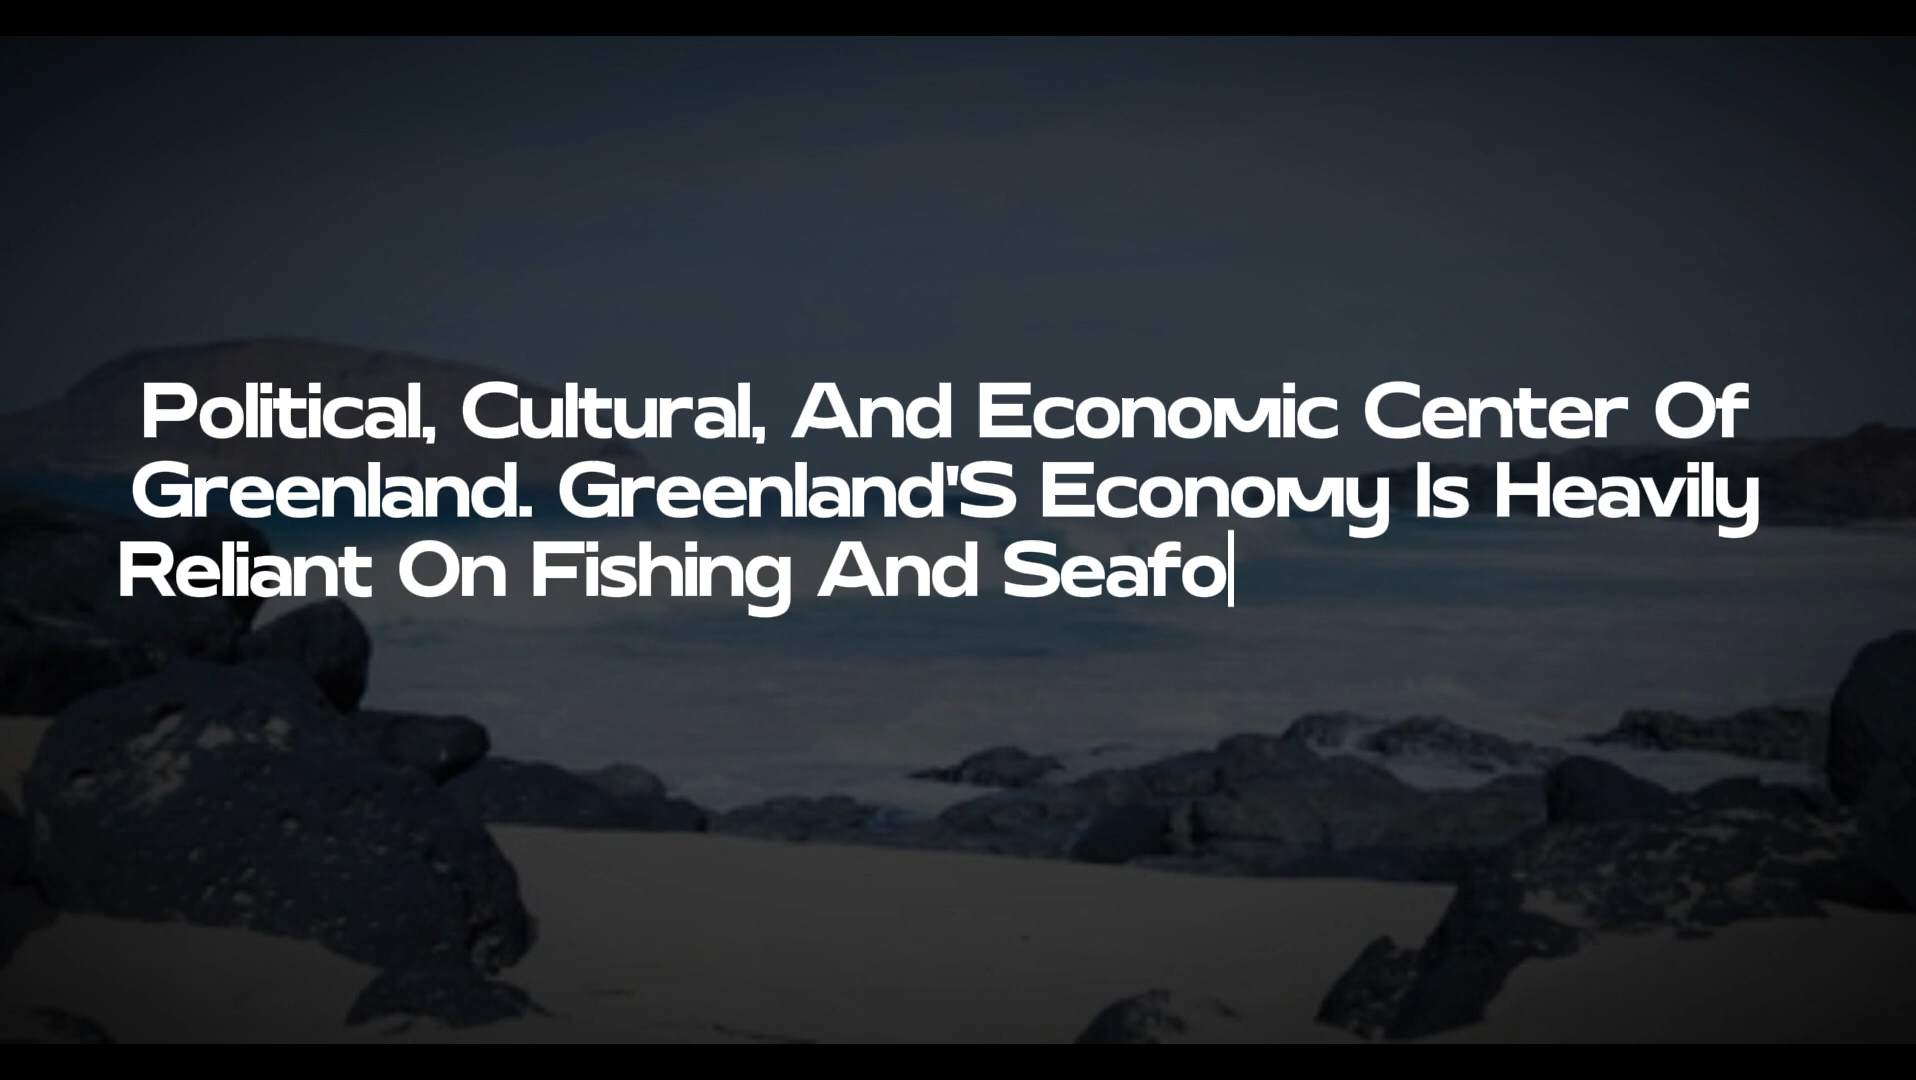 Political, Cultural, And Economic Center Of
Greenland. Greenland'S Economy Is Heavily
Reliant On Fishing And Seafo